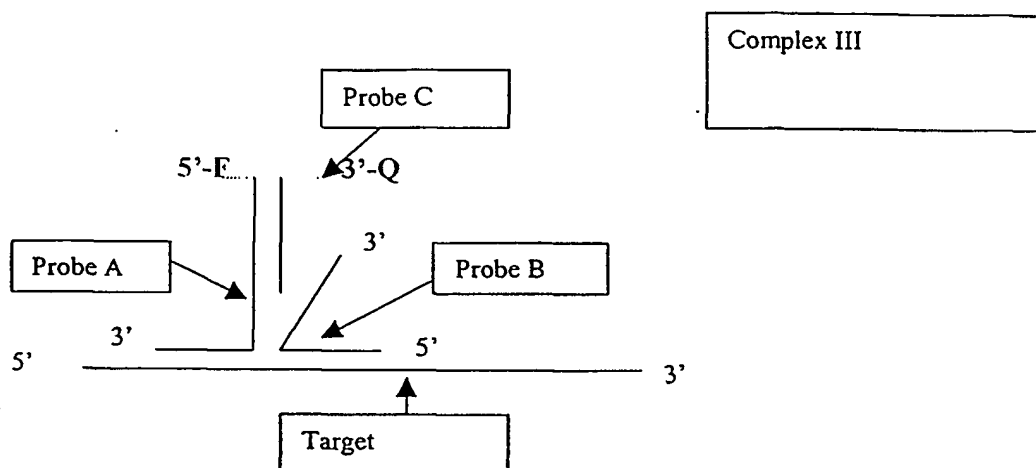 Complex III
Probe C
5'-F
3'-Q
3'
Probe A
Probe B
3'
5'
5'
3'
Target